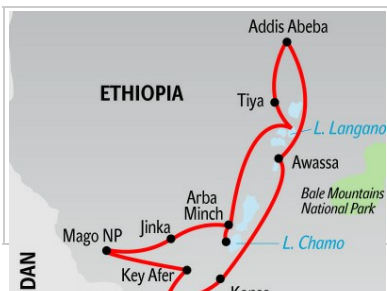 Addis Abeba
ETHIOPIA
Tiya
L. Langano
Awassa
Bale Mountains
National Park
Arba
Minch
Jinka
Mago NP
L. Chamo
Key Afer
DAN